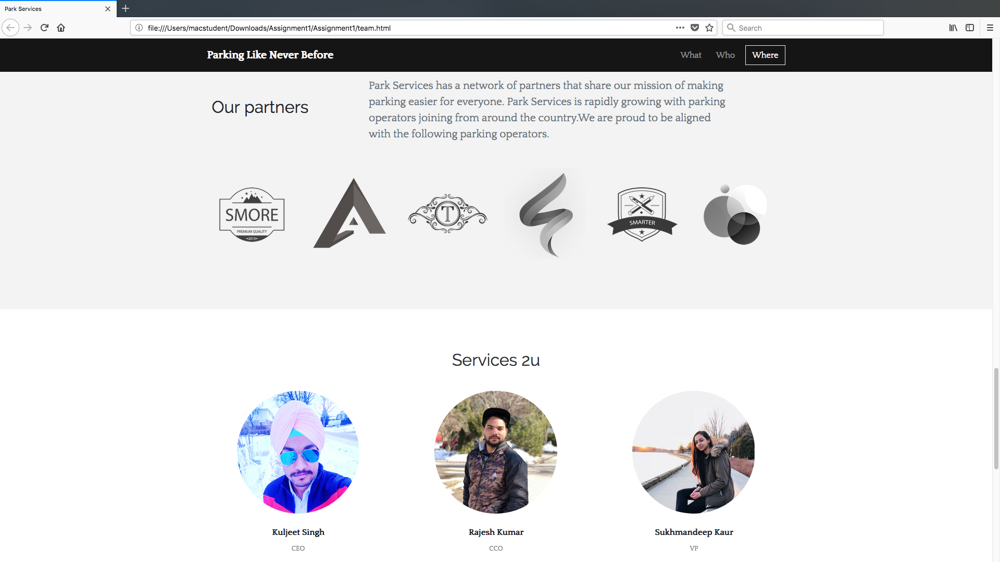 Park Services
file:///Users/macstudent/Downloads/Assignment1/Assignment1/team.html
Search
Parking Like Never Before
What
Who
Where
Our partners
Park Services has a network of partners that share our mission of making
parking easier for everyone. Park Services is rapidly growing with parking
operators joining from around the country.We are proud to be aligned
with the following parking operators.
SMORE
PREMIUM QUALITY
2015
A
T
SMARTER
Services 2u
Kuljeet Singh
CEO
Rajesh Kumar
CCO
Sukhmandeep Kaur
VP